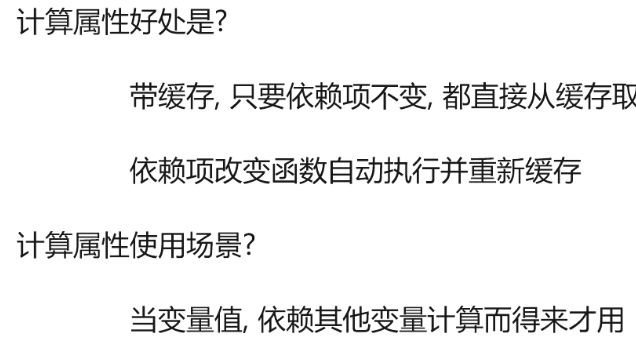 计算属性好处是?
带缓存, 只要依赖项不变, 都直接从缓存取
依赖项改变函数自动执行并重新缓存
计算属性使用场景?
当变量值, 依赖其他变量计算而得来才用